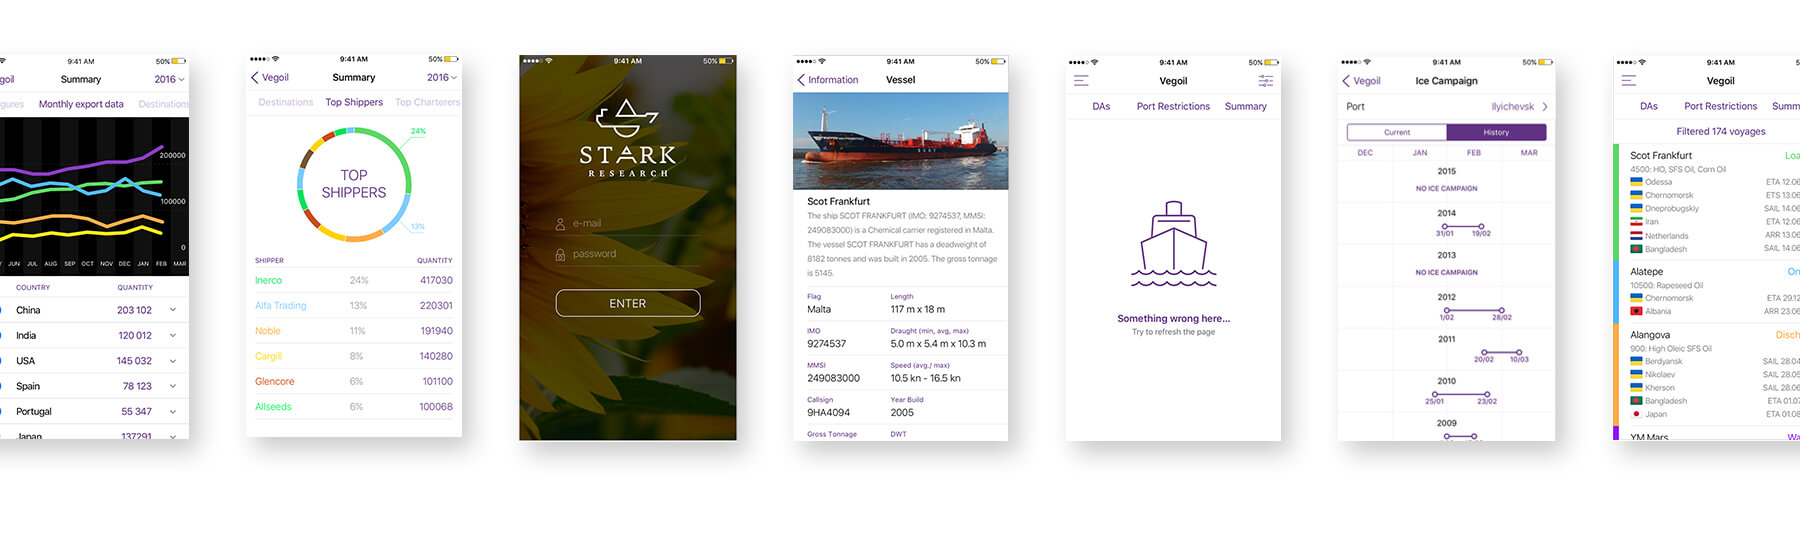 9:41 AM 50%
goil Summary 2016
gures Monthly export data Destinations
200000
100000
0
JUN JUL AUG SEP OCT NOV DEC JAN FEB MAR
COUNTRY QUANTITY
China 203 102
India 120 012
USA 145 032
Spain 78 123
Portugal 55 347
Japan 137291
9:41 AM 50%
Vegoil Summary 2016
Destinations Top Shippers Top Charterers
24%
TOP
SHIPPERS
13%
SHIPPER QUANTITY
Inerco 24% 417030
Alfa Trading 13% 220301
Noble 11% 191940
Cargill 8% 140280
Glencore 6% 101100
Allseeds 6% 100068
9:41 AM 50%
STARK
RESEARCH
e-mail
password
ENTER
9:41 AM 50%
Information Vessel
SCOT
Scot Frankfurt
The ship SCOT FRANKFURT (IMO: 9274537, MMSI:
249083000) is a Chemical carrier registered in Malta.
The vessel SCOT FRANKFURT has a deadweight of
8182 tonnes and was built in 2005. The gross tonnage
is 5145.
Flag Length
Malta 117 m x 18 m
IMO Draught (min, avg, max)
9274537 5.0 m x 5.4 m x 10.3 m
MMSI Speed (avg./ max)
249083000 10.5 kn - 16.5 kn
Callsign Year Build
9HA4094 2005
Gross Tonnage DWT
9:41 AM 50%
Vegoil
DAs Port Restrictions Summary
Something wrong here...
Try to refresh the page
9:41 AM 50%
Vegoil Ice Campaign
Port Ilyichevsk
Current History
DEC JAN FEB MAR
2015
NO ICE CAMPAIGN
2014
31/01 19/02
2013
NO ICE CAMPAIGN
2012
1/02 28/02
2011
20/02 10/03
2010
25/01 23/02
2009
9:41 AM 5
Vegoil
DAs Port Restrictions Summ
Filtered 174 voyages
Scot Frankfurt Loa
4500: HO, SFS Oil, Corn Oil
Odessa ETA 12.06
Chernomorsk ETS 13.06
Dneprobugskiy SAIL 14.06
Iran ETA 12.06
Netherlands ARR 13.06
Bangladesh SAIL 14.06
Alatepe On
10500: Rapeseed Oil
Chernomorsk ETA 29.12
Albania ARR 23.06
Alangova Disch
900: High Oleic SFS Oil
Berdyansk SAIL 28.04
Nikolaev SAIL 28.05
Kherson SAIL 28.06
Bangladesh ETA 01.07
Japan ETA 01.08
YM Mars Wa